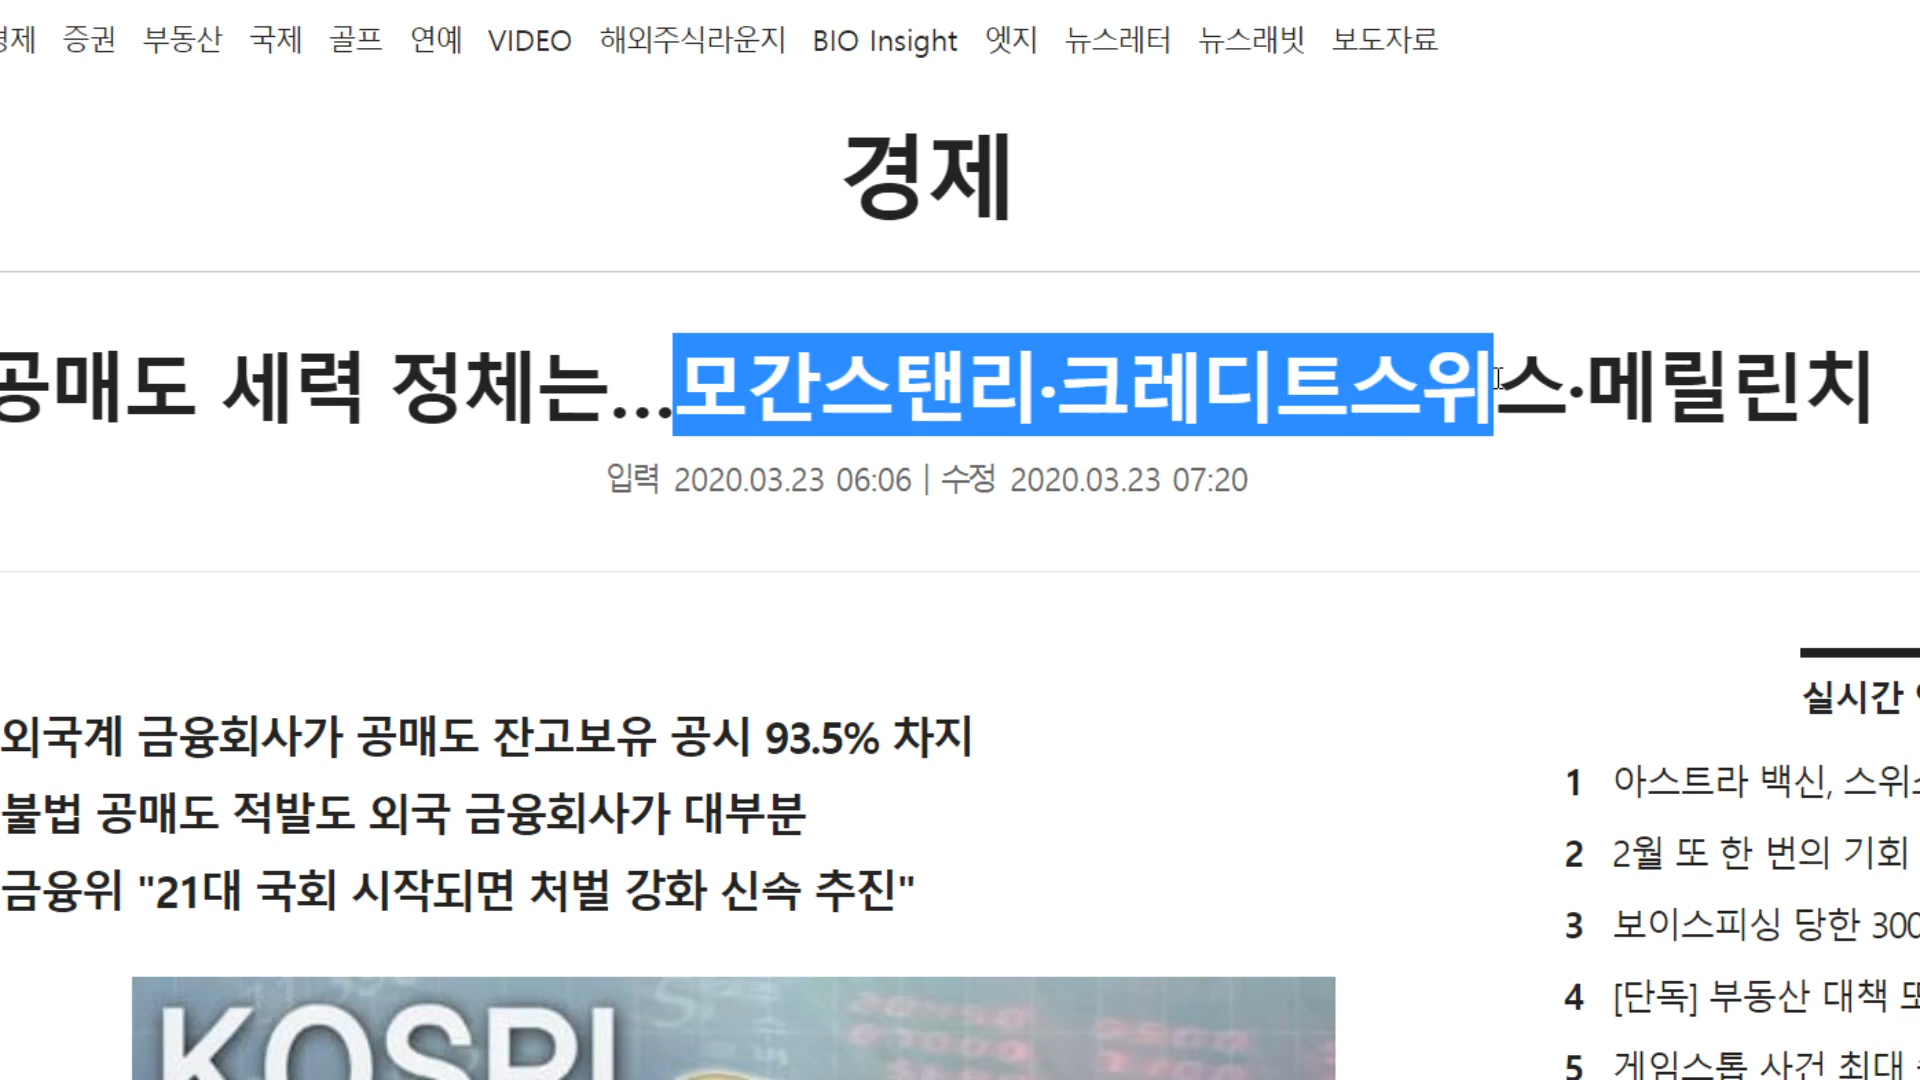 경제 증권 부동산 국제 골프 연예 VIDEO 해외주식라운지 BIO Insight 엣지 뉴스레터 뉴스래빗 보도자료
경제
공매도 세력 정체는...모간스탠리·크레디트스위스·메릴린치
입력 2020.03.23 06:06 | 수정 2020.03.23 07:20
외국계 금융회사가 공매도 잔고보유 공시 93.5% 차지
불법 공매도 적발도 외국 금융회사가 대부분
금융위 "21대 국회 시작되면 처벌 강화 신속 추진"
KOSPI
실시간
1 아스트라 백신,
2 2월 또 한 번의 기회
3 보이스피싱 당한
4 [단독] 부동산 대책
5 게임스톱 사건 최대